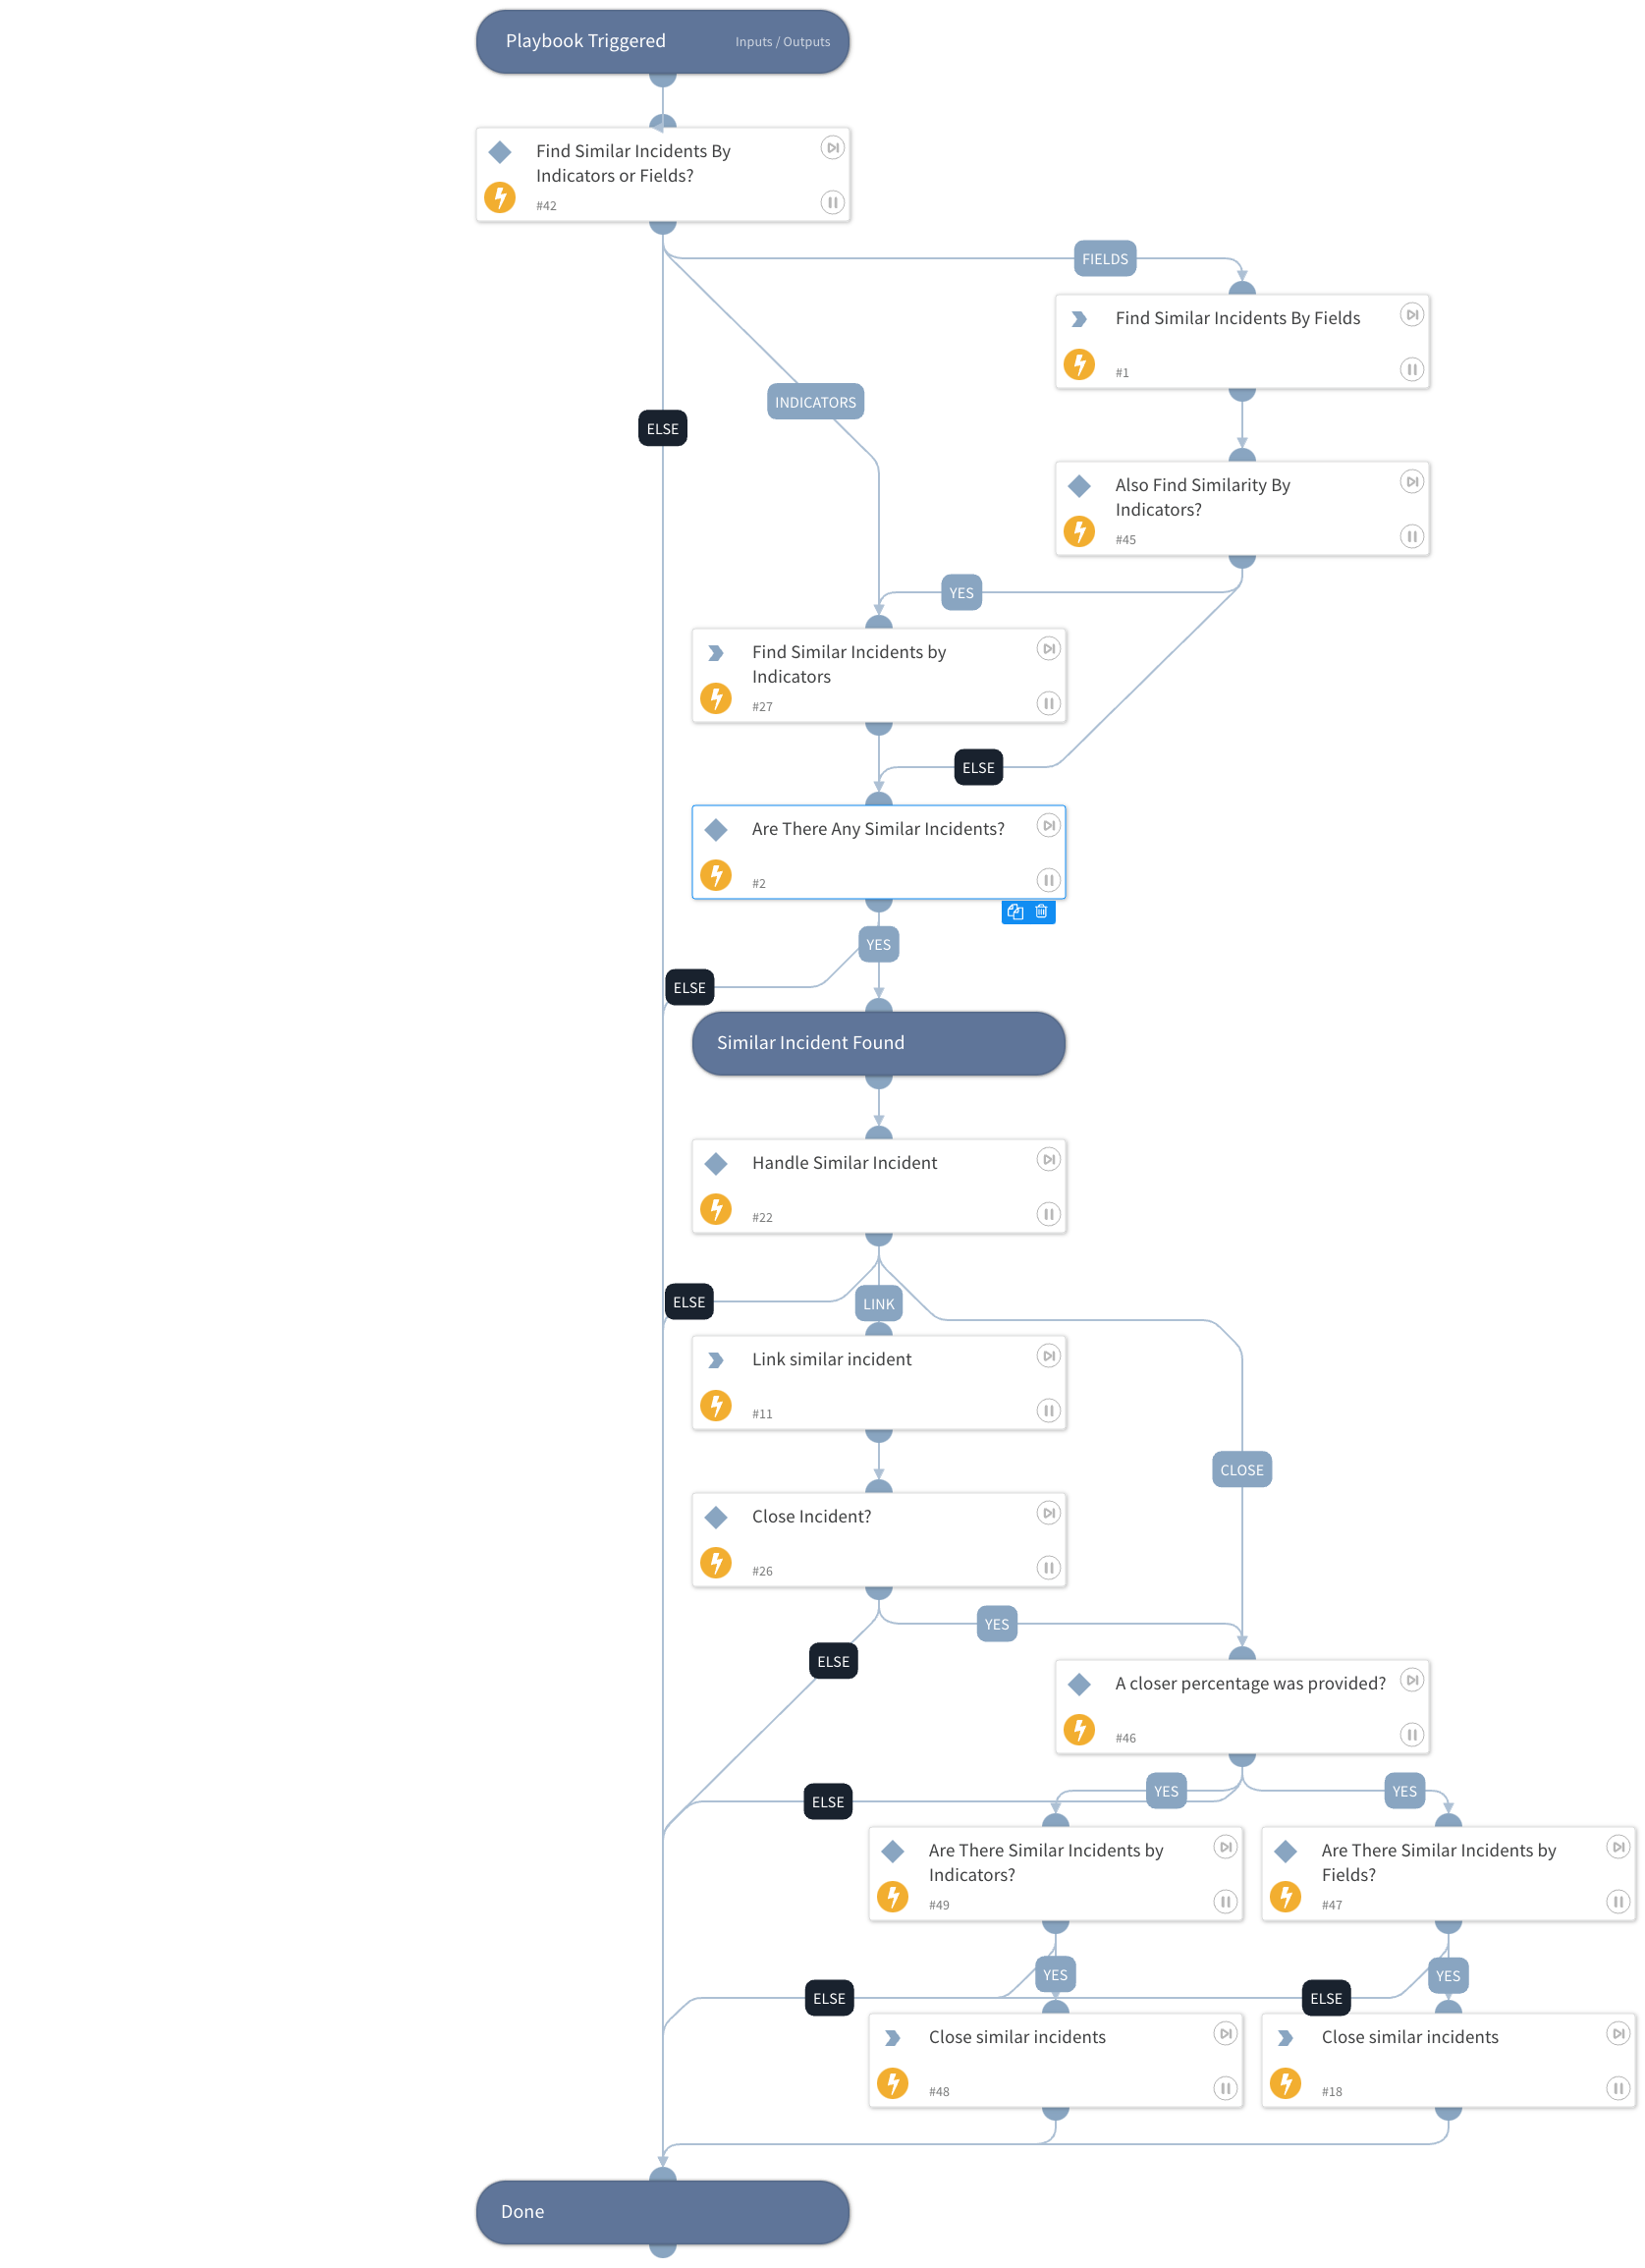 Playbook Triggered
Inputs / Outputs
Find Similar Incidents By
Indicators or Fields?
#42
FIELDS
Find Similar Incidents By Fields
#1
INDICATORS
ELSE
Also Find Similarity By
Indicators?
#45
YES
Find Similar Incidents by
Indicators
#27
ELSE
Are There Any Similar Incidents?
#2
YES
ELSE
Similar Incident Found
Handle Similar Incident
#22
ELSE
LINK
Link similar incident
#11
CLOSE
Close Incident?
#26
YES
ELSE
A closer percentage was provided?
#46
YES
YES
ELSE
Are There Similar Incidents by
Indicators?
#49
Are There Similar Incidents by
Fields?
#47
YES
YES
ELSE
ELSE
Close similar incidents
#48
Close similar incidents
#18
Done